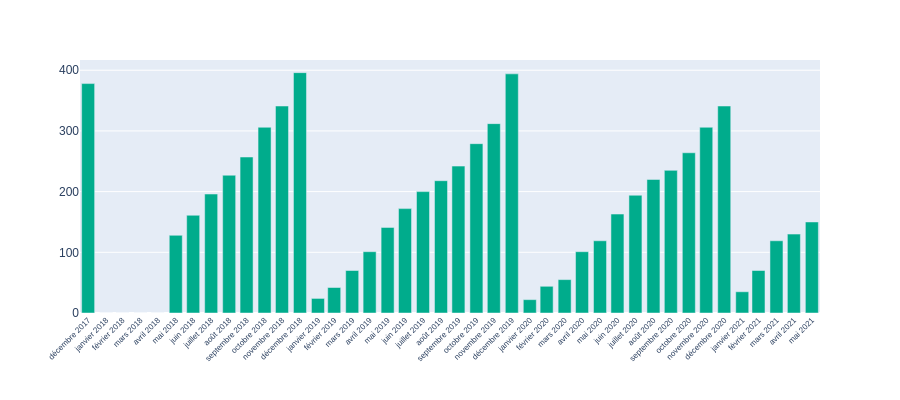 400
300
200
100
0
décembre 2017
janvier 2018
février 2018
mars 2018
avril 2018
mai 2018
juin 2018
juillet 2018
août 2018
septembre 2018
octobre 2018
novembre 2018
décembre 2018
janvier 2019
février 2019
mars 2019
avril 2019
mai 2019
juin 2019
juillet 2019
août 2019
septembre 2019
octobre 2019
novembre 2019
décembre 2019
janvier 2020
février 2020
mars 2020
avril 2020
mai 2020
juin 2020
juillet 2020
août 2020
septembre 2020
octobre 2020
novembre 2020
décembre 2020
janvier 2021
février 2021
mars 2021
avril 2021
mai 2021